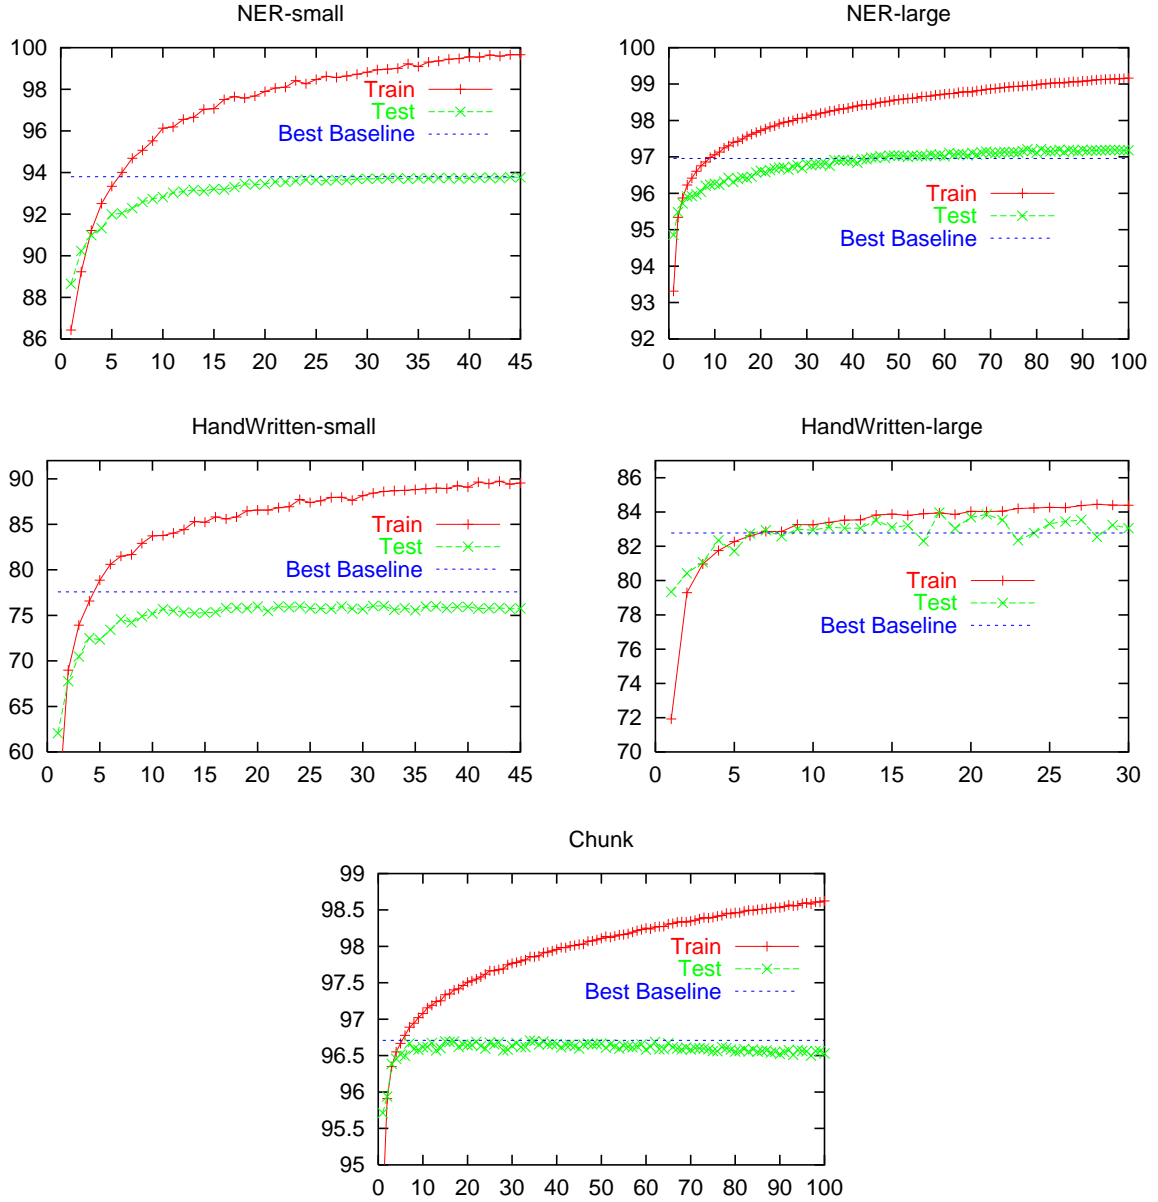 NER-small
100
98
96
94
92
90
88
86
0 5 10 15 20 25 30 35 40 45
Train
Test
Best Baseline
NER-large
100
99
98
97
96
95
94
93
92
0 10 20 30 40 50 60 70 80 90 100
Train
Test
Best Baseline
HandWritten-small
90
85
80
75
70
65
60
0 5 10 15 20 25 30 35 40 45
Train
Test
Best Baseline
HandWritten-large
86
84
82
80
78
76
74
72
70
0 5 10 15 20 25 30
Train
Test
Best Baseline
Chunk
99
98.5
98
97.5
97
96.5
96
95.5
95
0 10 20 30 40 50 60 70 80 90 100
Train
Test
Best Baseline